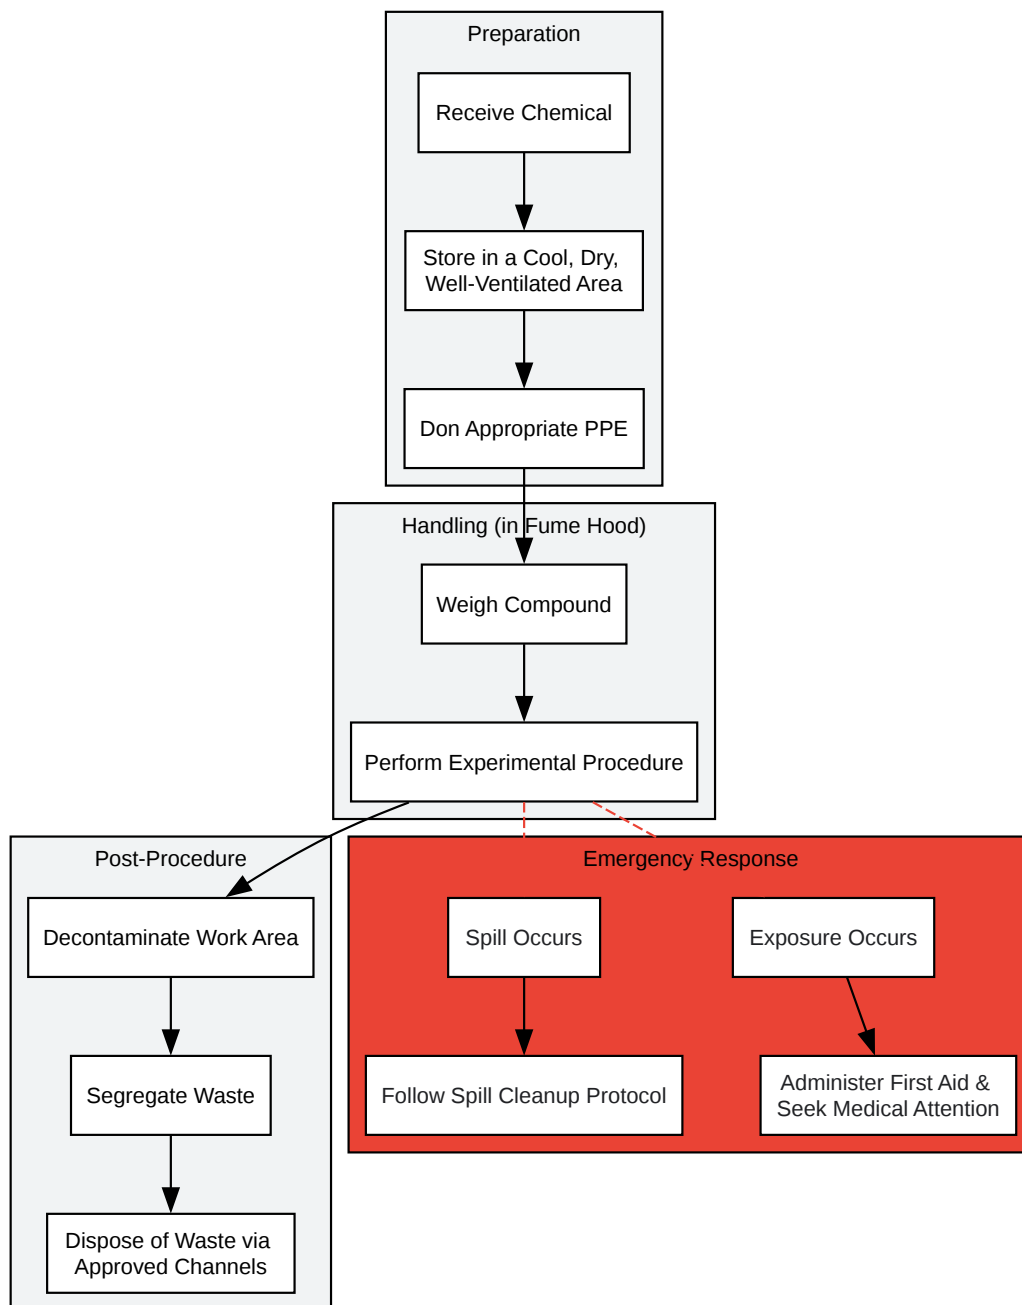 Preparation
Receive Chemical
Store in a Cool, Dry,
Well-Ventilated Area
Don Appropriate PPE
Handling (in Fume Hood)
Weigh Compound
Perform Experimental Procedure
Post-Procedure
Decontaminate Work Area
Segregate Waste
Dispose of Waste via
Approved Channels
Emergency Response
Spill Occurs
Follow Spill Cleanup Protocol
Exposure Occurs
Administer First Aid &
Seek Medical Attention